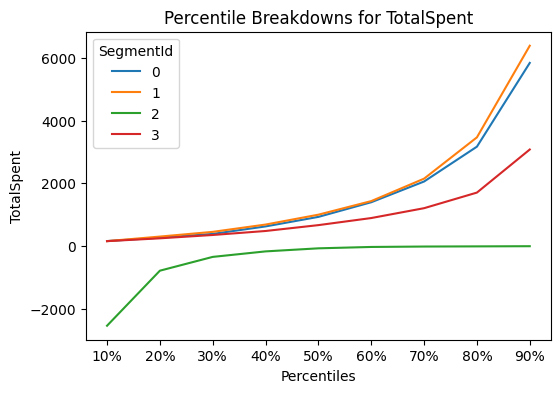 Percentile Breakdowns for TotalSpent
SegmentId
0
1
2
3
TotalSpent
6000
4000
2000
0
−2000
10% 20% 30% 40% 50% 60% 70% 80% 90%
Percentiles